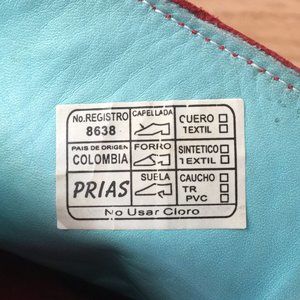 No.REGISTRO CAPELLADA CUERO
8638 TEXTIL
PAIS DE ORIGEN FORRO SINTETICO
COLOMBIA TEXTIL
PRIAS SUELA CAUCHO
TR
PVC
No Usar Cloro